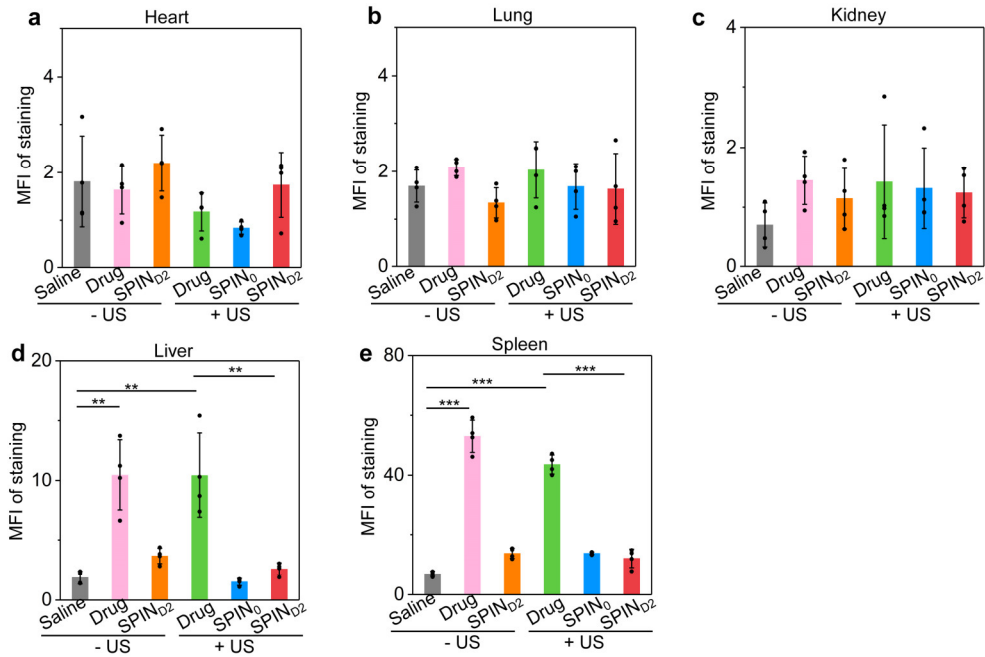 a Heart
MFI of staining
4
2
0
Saline Drug SPIND2 Drug SPIN0 SPIND2
- US + US
b Lung
MFI of staining
4
2
0
Saline Drug SPIND2 Drug SPIN0 SPIND2
- US + US
c Kidney
MFI of staining
4
2
0
Saline Drug SPIND2 Drug SPIN0 SPIND2
- US + US
d Liver
MFI of staining
20
10
0
** ** **
Saline Drug SPIND2 Drug SPIN0 SPIND2
- US + US
e Spleen
MFI of staining
80
40
0
*** *** ***
Saline Drug SPIND2 Drug SPIN0 SPIND2
- US + US